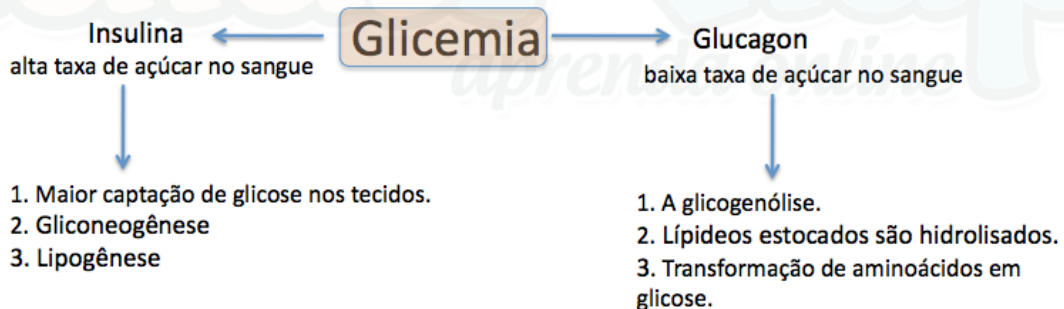 Glicemia
Insulina
alta taxa de açúcar no sangue
1. Maior captação de glicose nos tecidos.
2. Gliconeogênese
3. Lipogênese
Glucagon
baixa taxa de açúcar no sangue
1. A glicogenólise.
2. Lípideos estocados são hidrolisados.
3. Transformação de aminoácidos em
glicose.
aprenda online